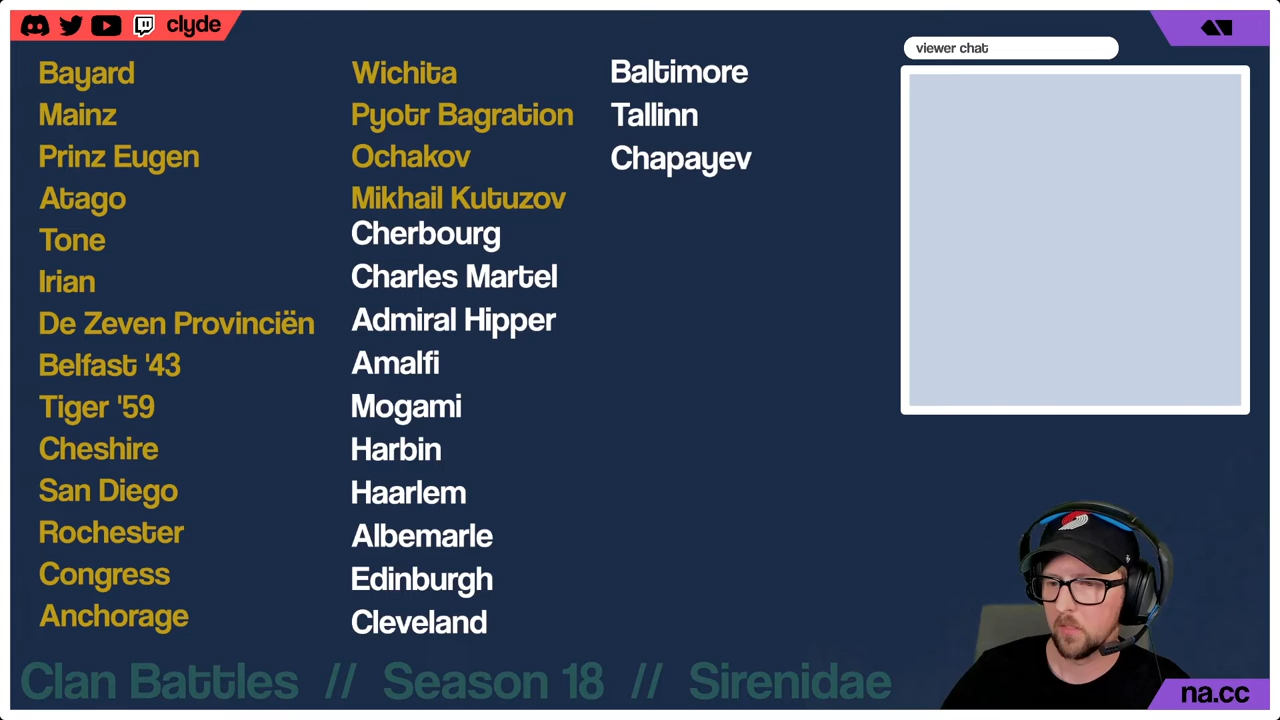 clyde
Bayard
Mainz
Prinz Eugen
Atago
Tone
Irian
De Zeven Provinciën
Belfast '43
Tiger '59
Cheshire
San Diego
Rochester
Congress
Anchorage
Wichita
Pyotr Bagration
Ochakov
Mikhail Kutuzov
Cherbourg
Charles Martel
Admiral Hipper
Amalfi
Mogami
Harbin
Haarlem
Albemarle
Edinburgh
Cleveland
Baltimore
Tallinn
Chapayev
viewer chat
Clan Battles // Season 18 // Sirenidae
na.cc